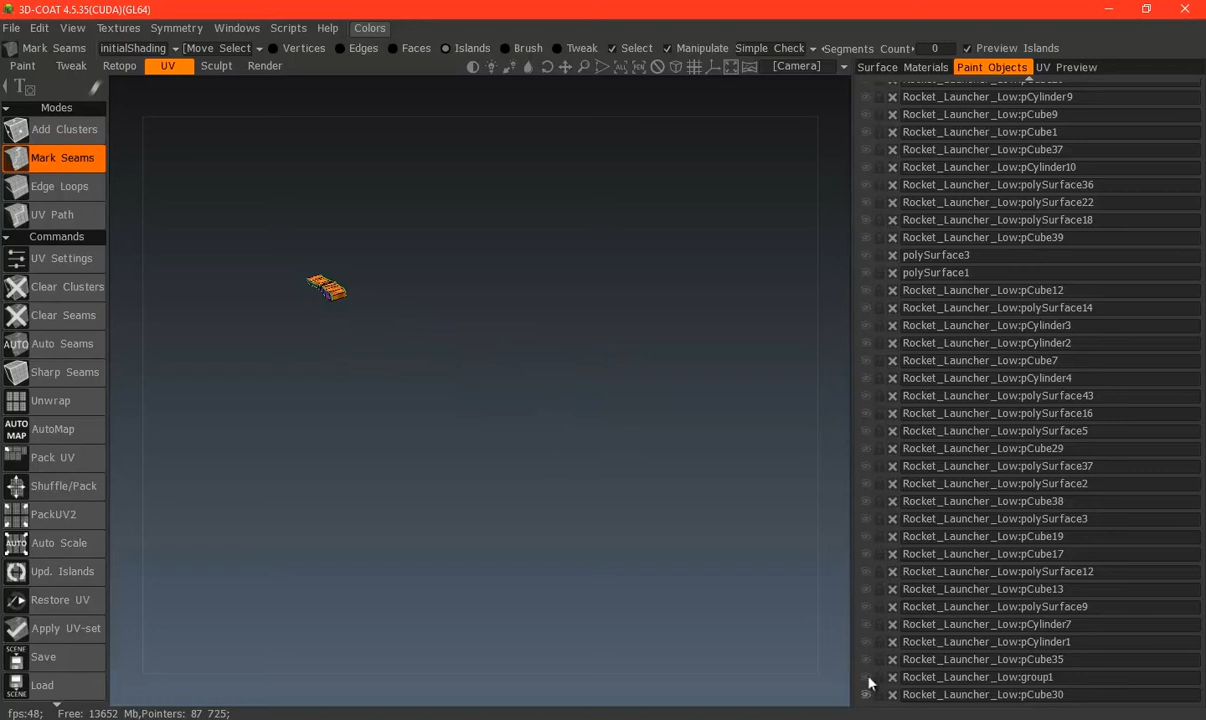 3D-COAT 4.5.35(CUDA)(GL64)
File Edit View Textures Symmetry Windows Scripts Help Colors
Mark Seams initialShading [Move Select Vertices Edges Faces Islands Brush Tweak Select Manipulate Simple Check Segments Count 0 Preview Islands
Paint Tweak Retopo UV Sculpt Render ALL [Camera] Surface Materials Paint Objects UV Preview
Modes
Add Clusters
Mark Seams
Edge Loops
UV Path
Commands
UV Settings
Clear Clusters
Clear Seams
AUTO Auto Seams
Sharp Seams
Unwrap
AUTO MAP AutoMap
Pack UV
Shuffle/Pack
PackUV2
AUTO Auto Scale
Upd. Islands
Restore UV
Apply UV-set
SCENE Save
SCENE Load
Rocket_Launcher_Low:pCylinder9
Rocket_Launcher_Low:pCube9
Rocket_Launcher_Low:pCube1
Rocket_Launcher_Low:pCube37
Rocket_Launcher_Low:pCylinder10
Rocket_Launcher_Low:polySurface36
Rocket_Launcher_Low:polySurface22
Rocket_Launcher_Low:polySurface18
Rocket_Launcher_Low:pCube39
polySurface3
polySurface1
Rocket_Launcher_Low:pCube12
Rocket_Launcher_Low:polySurface14
Rocket_Launcher_Low:pCylinder3
Rocket_Launcher_Low:pCylinder2
Rocket_Launcher_Low:pCube7
Rocket_Launcher_Low:pCylinder4
Rocket_Launcher_Low:polySurface43
Rocket_Launcher_Low:polySurface16
Rocket_Launcher_Low:polySurface5
Rocket_Launcher_Low:pCube29
Rocket_Launcher_Low:polySurface37
Rocket_Launcher_Low:polySurface2
Rocket_Launcher_Low:pCube38
Rocket_Launcher_Low:polySurface3
Rocket_Launcher_Low:pCube19
Rocket_Launcher_Low:pCube17
Rocket_Launcher_Low:polySurface12
Rocket_Launcher_Low:pCube13
Rocket_Launcher_Low:polySurface9
Rocket_Launcher_Low:pCylinder7
Rocket_Launcher_Low:pCylinder1
Rocket_Launcher_Low:pCube35
Rocket_Launcher_Low:group1
Rocket_Launcher_Low:pCube30
fps:48; Free: 13652 Mb,Pointers: 87 725;